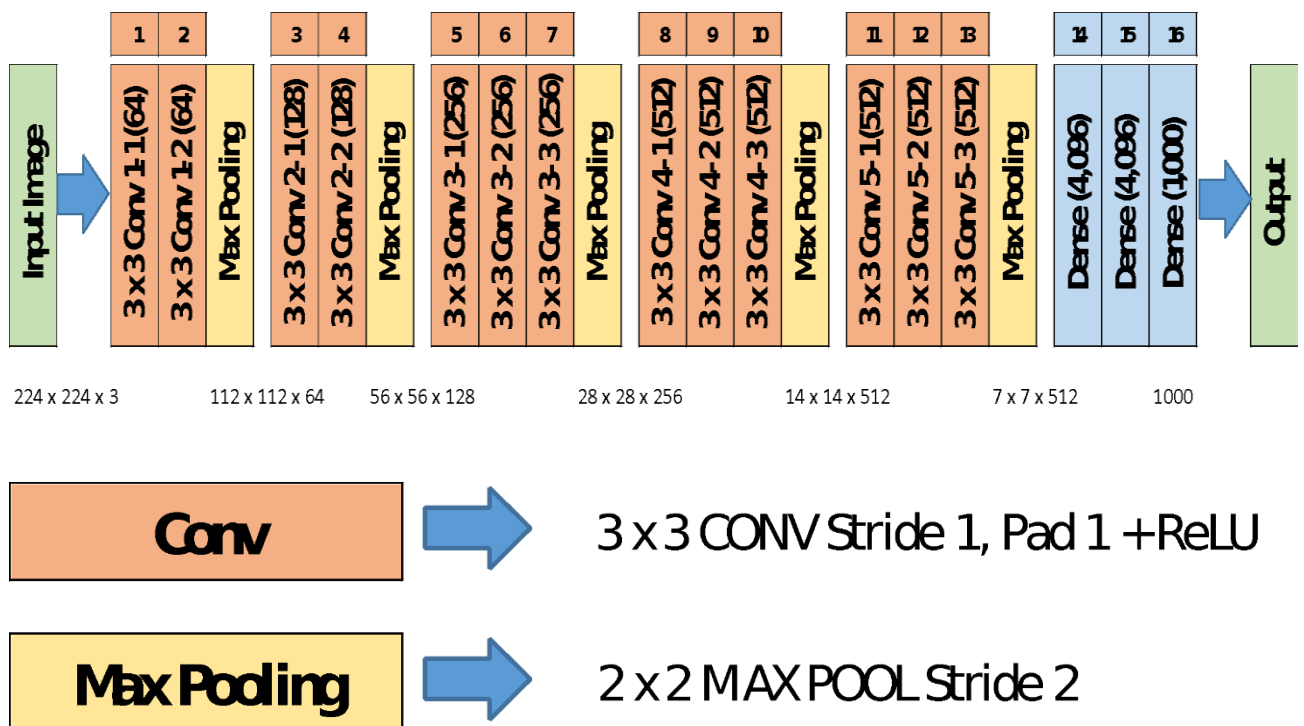 1 2 3 4 5 6 7 8 9 10 11 12 13 14 15 16
Input Image
3 x 3 Conv 1-1 (64)
3 x 3 Conv 1-2 (64)
Max Pooling
3 x 3 Conv 2-1 (128)
3 x 3 Conv 2-2 (128)
Max Pooling
3 x 3 Conv 3-1 (256)
3 x 3 Conv 3-2 (256)
3 x 3 Conv 3-3 (256)
Max Pooling
3 x 3 Conv 4-1 (512)
3 x 3 Conv 4-2 (512)
3 x 3 Conv 4-3 (512)
Max Pooling
3 x 3 Conv 5-1 (512)
3 x 3 Conv 5-2 (512)
3 x 3 Conv 5-3 (512)
Max Pooling
Dense (4,096)
Dense (4,096)
Dense (1,000)
Output
224 x 224 x 3 112 x 112 x 64 56 x 56 x 128 28 x 28 x 256 14 x 14 x 512 7 x 7 x 512 1000
Conv
3 x 3 CONV Stride 1, Pad 1 + ReLU
Max Pooling
2 x 2 MAX POOL Stride 2